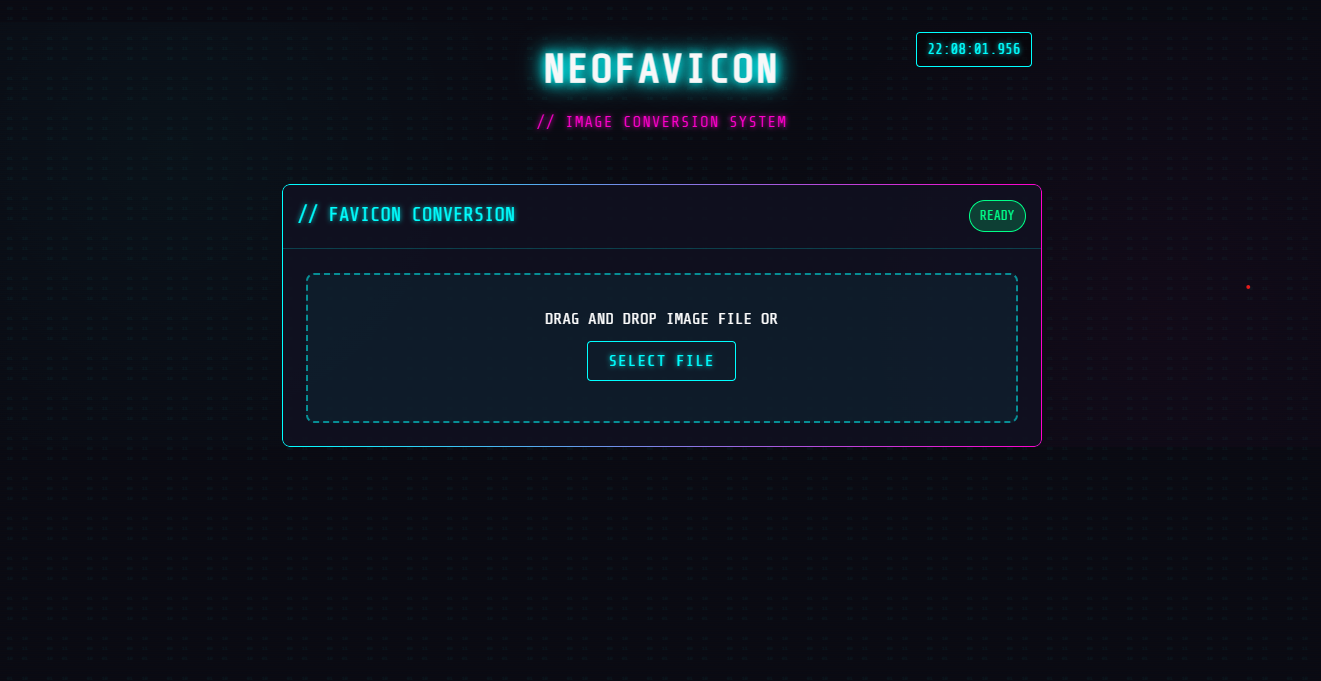 NEOFAVICON
22:08:01.956
// IMAGE CONVERSION SYSTEM
// FAVICON CONVERSION
READY
DRAG AND DROP IMAGE FILE OR
SELECT FILE